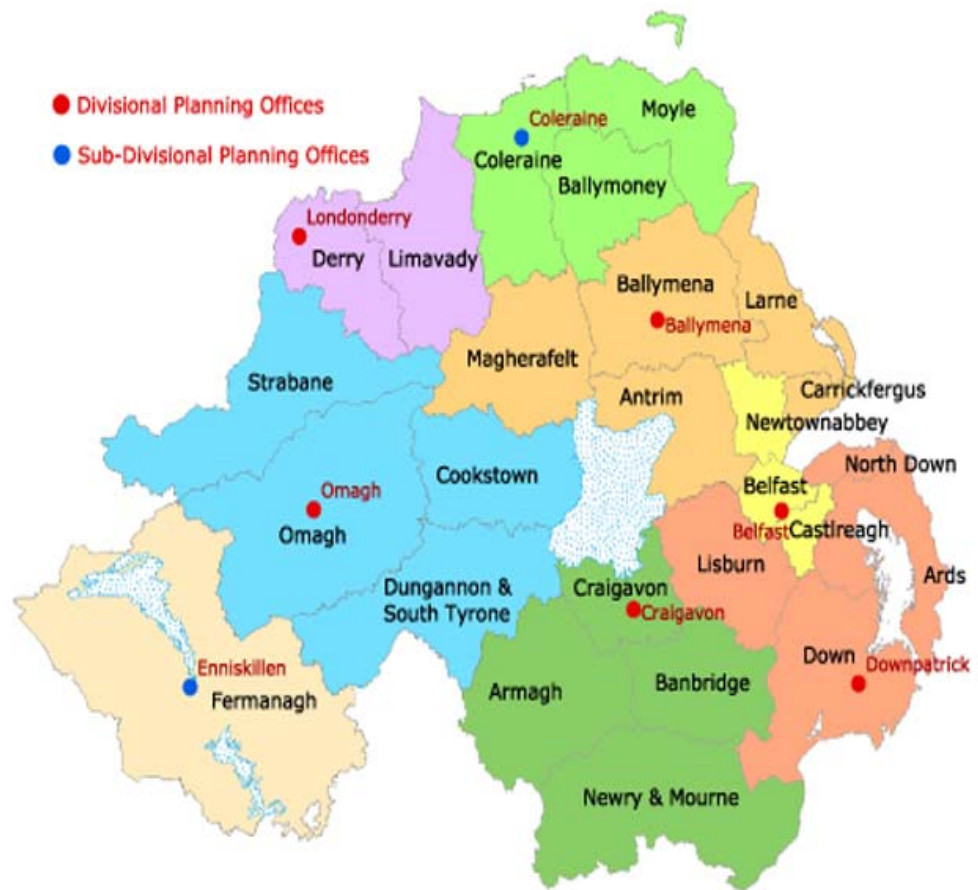 Divisional Planning Offices
Sub-Divisional Planning Offices
Moyle
Coleraine
Coleraine
Ballymoney
Londonderry
Derry
Limavady
Ballymena
Larne
Ballymena
Magherafelt
Strabane
Antrim
Carrickfergus
Newtownabbey
North Down
Cookstown
Belfast
Omagh
Omagh
Belfast
Castlreagh
Lisburn
Ards
Dungannon &
South Tyrone
Craigavon
Craigavon
Down
Downpatrick
Enniskillen
Fermanagh
Armagh
Banbridge
Newry & Mourne